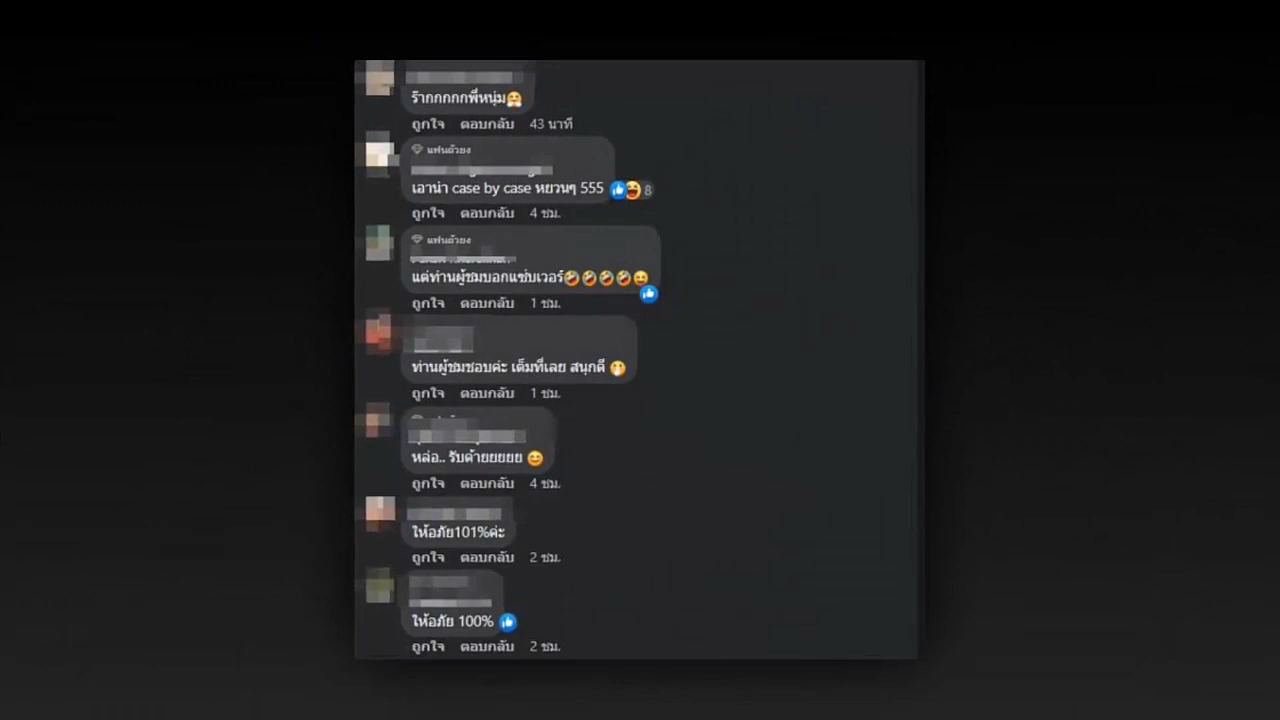 ร๊ากกกกกพี่หนุ่ม🤗
ถูกใจ ตอบกลับ 43 นาที
แฟนตัวยง
เอาน่า case by case หยวนๆ 555 8
ถูกใจ ตอบกลับ 4 ชม.
แฟนตัวยง
แต่ท่านผู้ชมบอกแซ่บเวอร์🤣🤣🤣🤣😝
ถูกใจ ตอบกลับ 1 ชม.
ท่านผู้ชมชอบค่ะ เต็มที่เลย สนุกดี 🤭
ถูกใจ ตอบกลับ 1 ชม.
หล่อ.. รับด้ายยยยย 😊
ถูกใจ ตอบกลับ 4 ชม.
ให้อภัย101%ค่ะ
ถูกใจ ตอบกลับ 2 ชม.
ให้อภัย 100%
ถูกใจ ตอบกลับ 2 ชม.